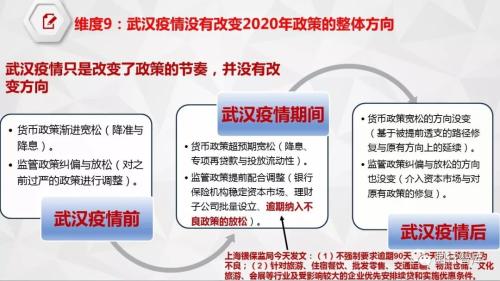 维度9：武汉疫情没有改变2020年政策的整体方向
武汉疫情只是改变了政策的节奏，并没有改
变方向
货币政策渐进宽松（降准与
降息）。
监管政策纠偏与放松（对之
前过严的政策进行调整）。
武汉疫情前
武汉疫情期间
货币政策超预期宽松（降息、
专项再贷款与投放流动性）。
监管政策提前配合调整（银行
保险机构稳定资本市场、理财
子公司批量设立、逾期纳入不
良政策的放松）。
货币政策宽松的方向没变
（基于被提前透支的路径
修复与原有方向上的延续）。
监管政策纠偏与放松的方向
也没变（介入资本市场与对
原有政策的修复）。
武汉疫情后
上海银保监局今天发文：（1）不强制要求逾期90天
不良；（2）针对旅游、住宿餐饮、批发零售、交通运输、物流仓储、文化
旅游、会展等行业及受影响较大的企业优先安排续贷和实施优惠条件。